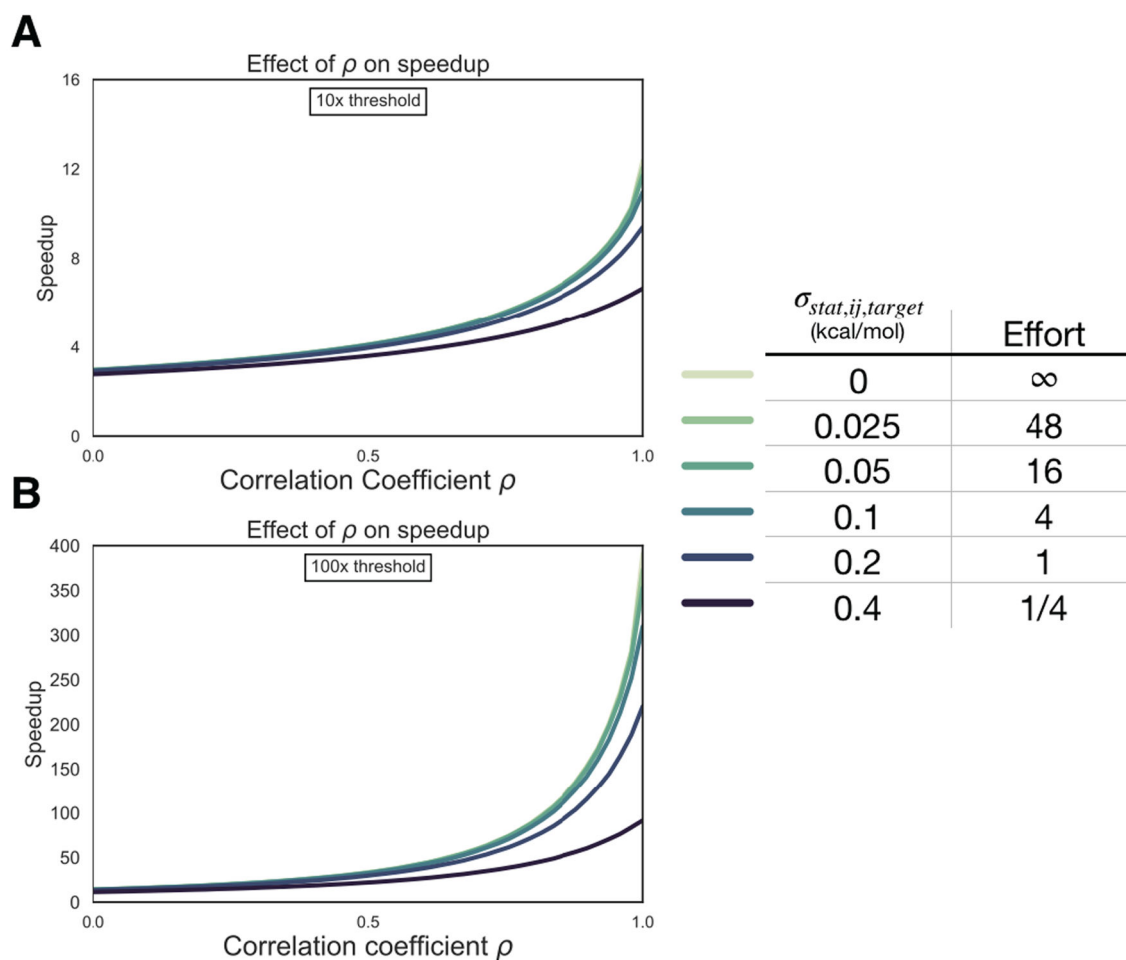 A
Effect of ρ on speedup
10x threshold
16
12
8
4
0
Speedup
0.0 0.5 1.0
Correlation Coefficient ρ
B
Effect of ρ on speedup
100x threshold
400
350
300
250
200
150
100
50
0
Speedup
0.0 0.5 1.0
Correlation coefficient ρ
σstat,ij,target
(kcal/mol) Effort
0 ∞
0.025 48
0.05 16
0.1 4
0.2 1
0.4 1/4